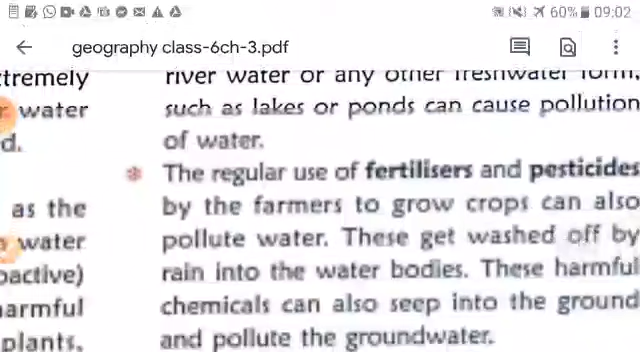 60% 09:02
geography class-6ch-3.pdf
tremely
water
d.
as the
water
active)
armful
plants,
river water or any other freshwater form,
such as lakes or ponds can cause pollution
of water.
* The regular use of fertilisers and pesticides
by the farmers to grow crops can also
pollute water. These get washed off by
rain into the water bodies. These harmful
chemicals can also seep into the ground
and pollute the groundwater.